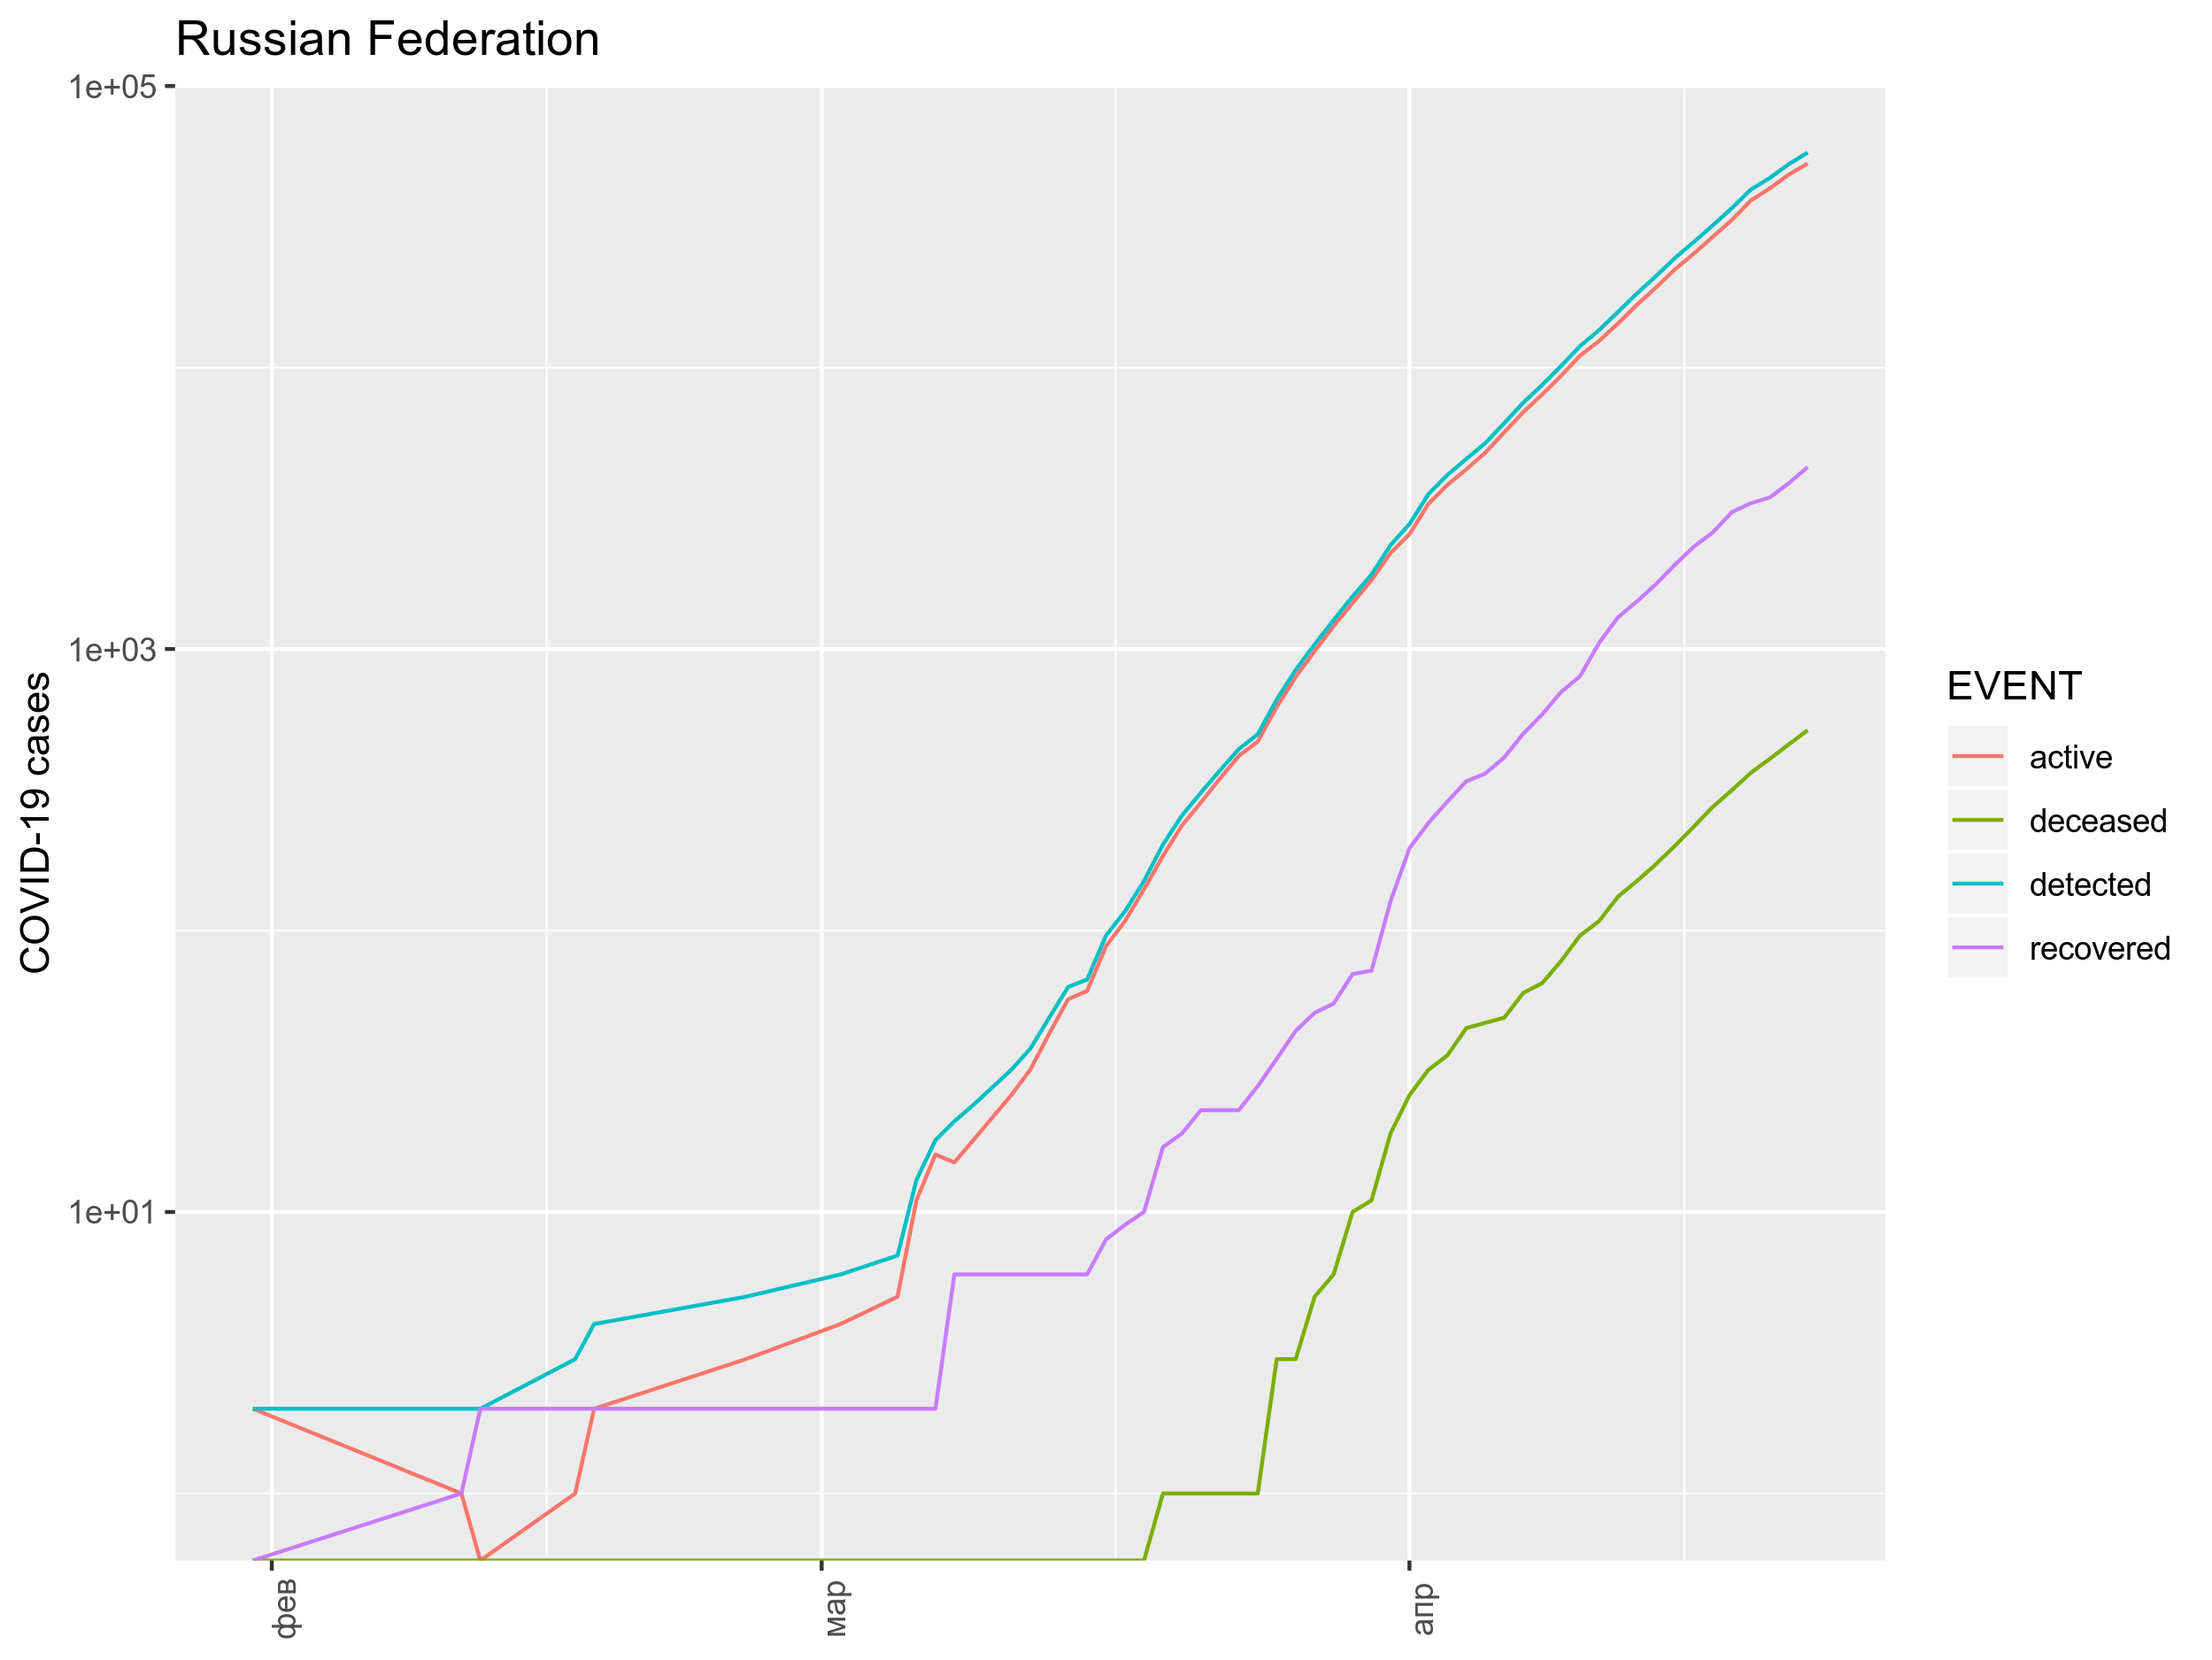 Russian Federation
1e+05
1e+03
1e+01
COVID-19 cases
фев
мар
апр
EVENT
active
deceased
detected
recovered